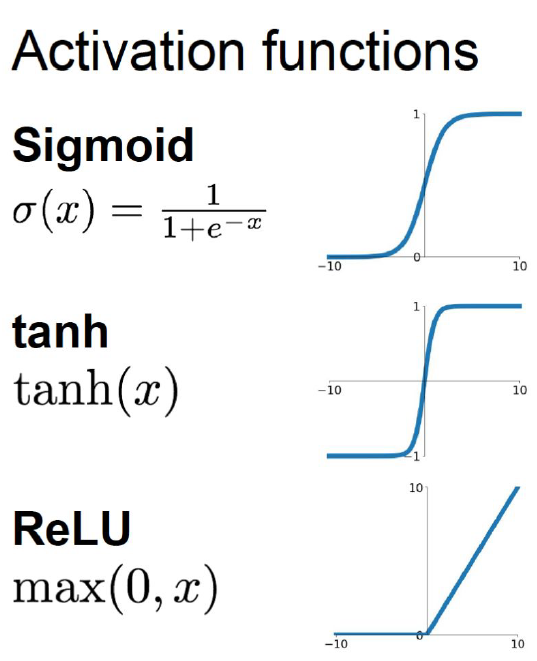 Activation functions
Sigmoid
σ(x) = 1/(1+e^{-x})
1
0
-10
10
tanh
tanh(x)
1
-10
10
-1
ReLU
max(0, x)
10
0
-10
10